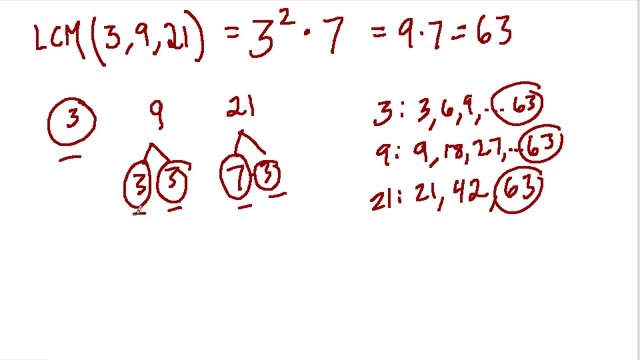 LCM(3,9,21) = 3² · 7 = 9·7 = 63
3 9 21
3 3 7 3
3: 3, 6, 9, ... 63
9: 9, 18, 27, ... 63
21: 21, 42, 63